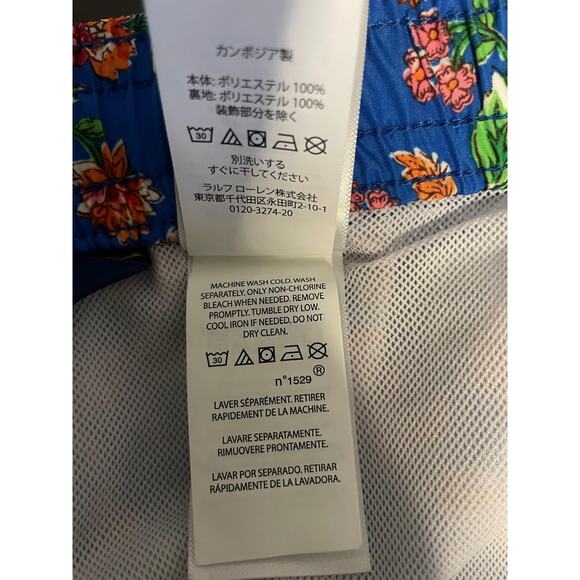 カンボジア製
本体: ポリエステル 100%
裏地: ポリエステル 100%
装飾部分を除く
30
別洗いする
すぐに干してください
ラルフ ローレン株式会社
東京都千代田区永田町2-10-1
0120-3274-20
MACHINE WASH COLD. WASH
SEPARATELY. ONLY NON-CHLORINE
BLEACH WHEN NEEDED. REMOVE
PROMPTLY. TUMBLE DRY LOW.
COOL IRON IF NEEDED. DO NOT
DRY CLEAN.
30
n°1529 ®
LAVER SÉPARÉMENT. RETIRER
RAPIDEMENT DE LA MACHINE.
LAVARE SEPARATAMENTE.
RIMUOVERE PRONTAMENTE.
LAVAR POR SEPARADO. RETIRAR
RÁPIDAMENTE DE LA LAVADORA.